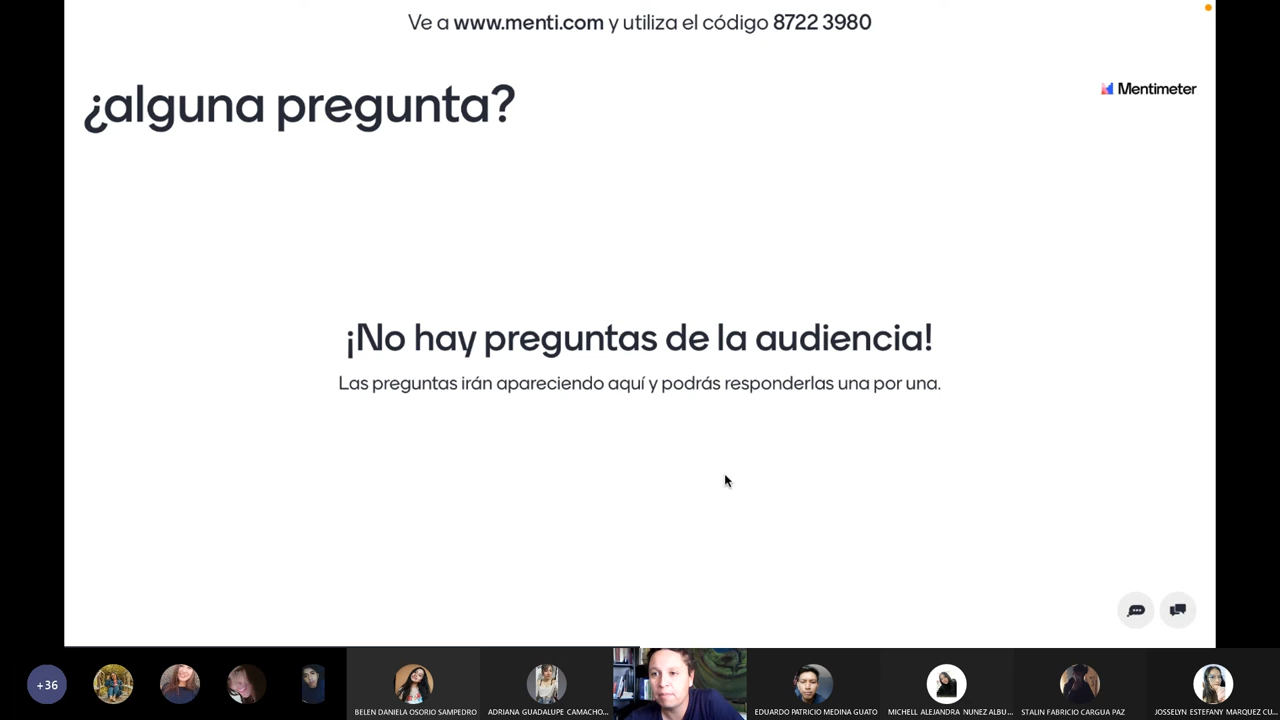 Ve a www.menti.com y utiliza el código 8722 3980
¿alguna pregunta?
Mentimeter
¡No hay preguntas de la audiencia!
Las preguntas irán apareciendo aquí y podrás responderlas una por una.
+36
BELEN DANIELA OSORIO SAMPEDRO
ADRIANA GUADALUPE CAMACHO...
EDUARDO PATRICIO MEDINA GUATO
MICHELL ALEJANDRA NUNEZ ALBU...
STALIN FABRICIO CARGUA PAZ
JOSSELYN ESTEFANY MARQUEZ CU...